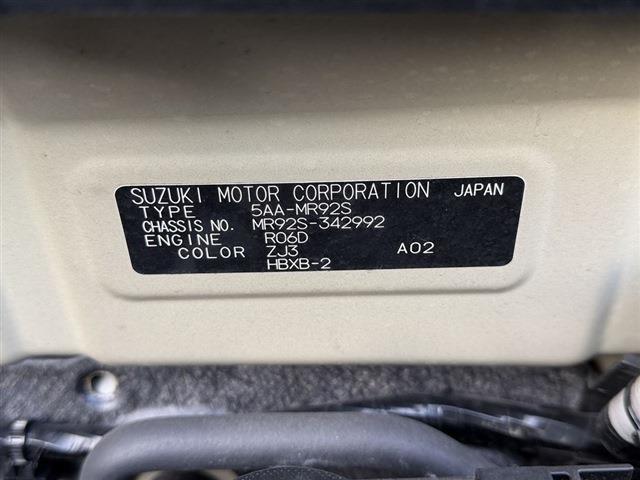 SUZUKI MOTOR CORPORATION JAPAN
TYPE 5AA-MR92S
CHASSIS NO. MR92S-342992
ENGINE R06D
COLOR ZJ3 A02
HBXB-2